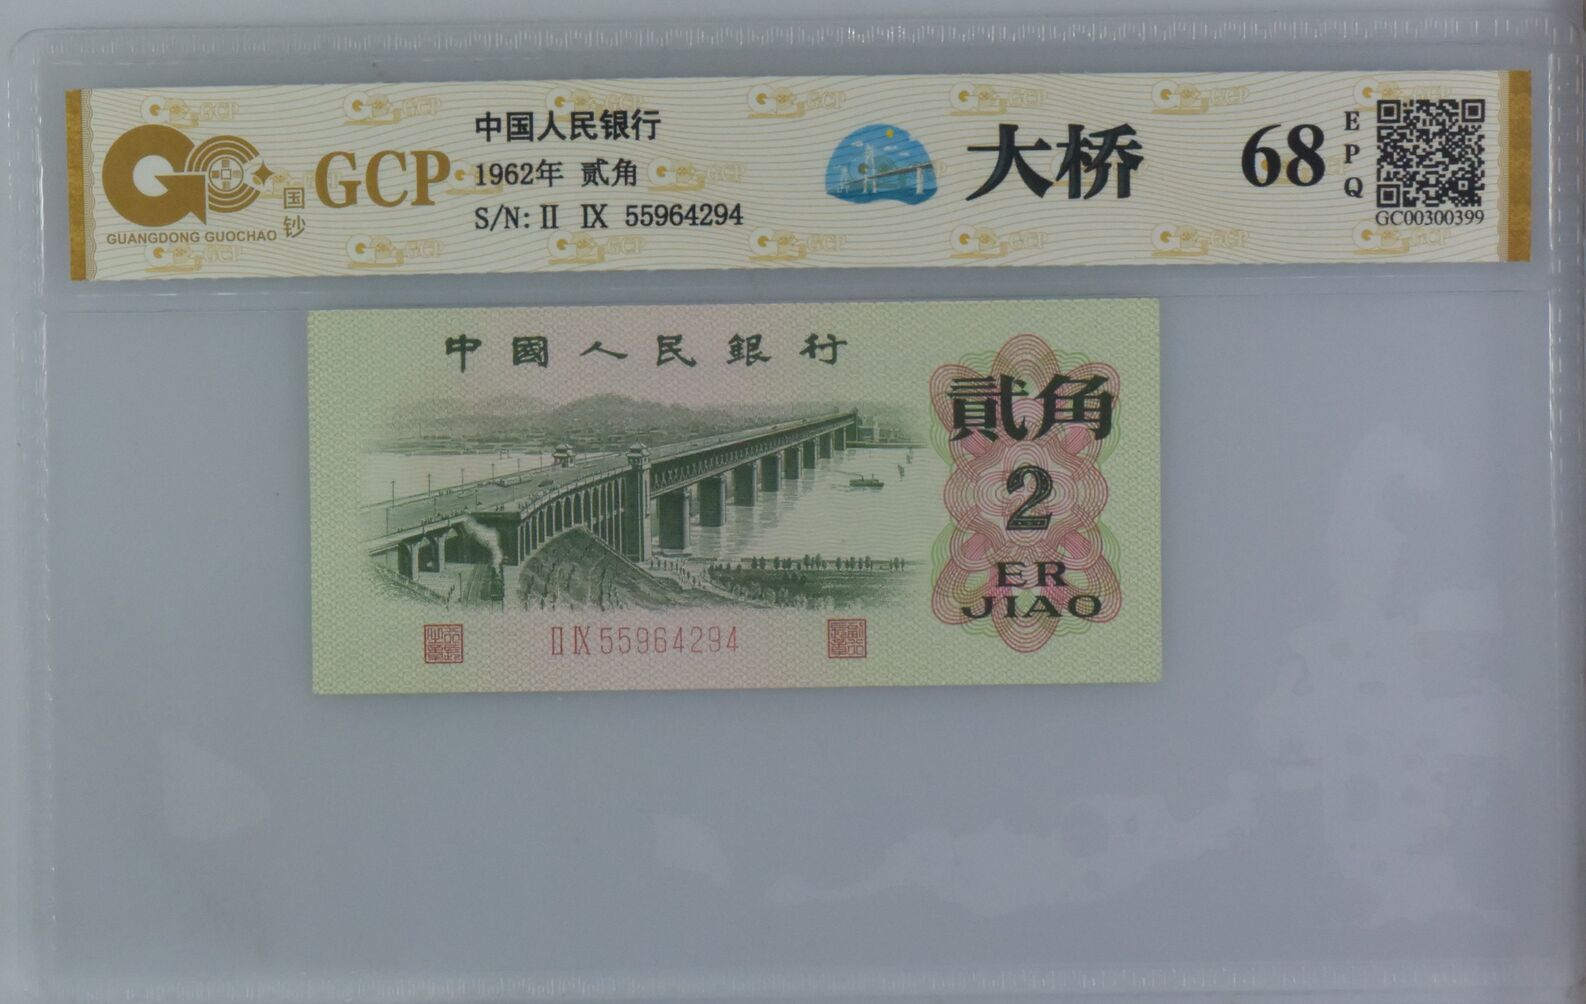 GUANGDONG GUOCHAO
国钞
GCP
中国人民银行
1962年 贰角
S/N: II IX 55964294
大桥
68
EPQ
GC00300399
中國人民銀行
貳角
2
ER
JIAO
II IX 55964294